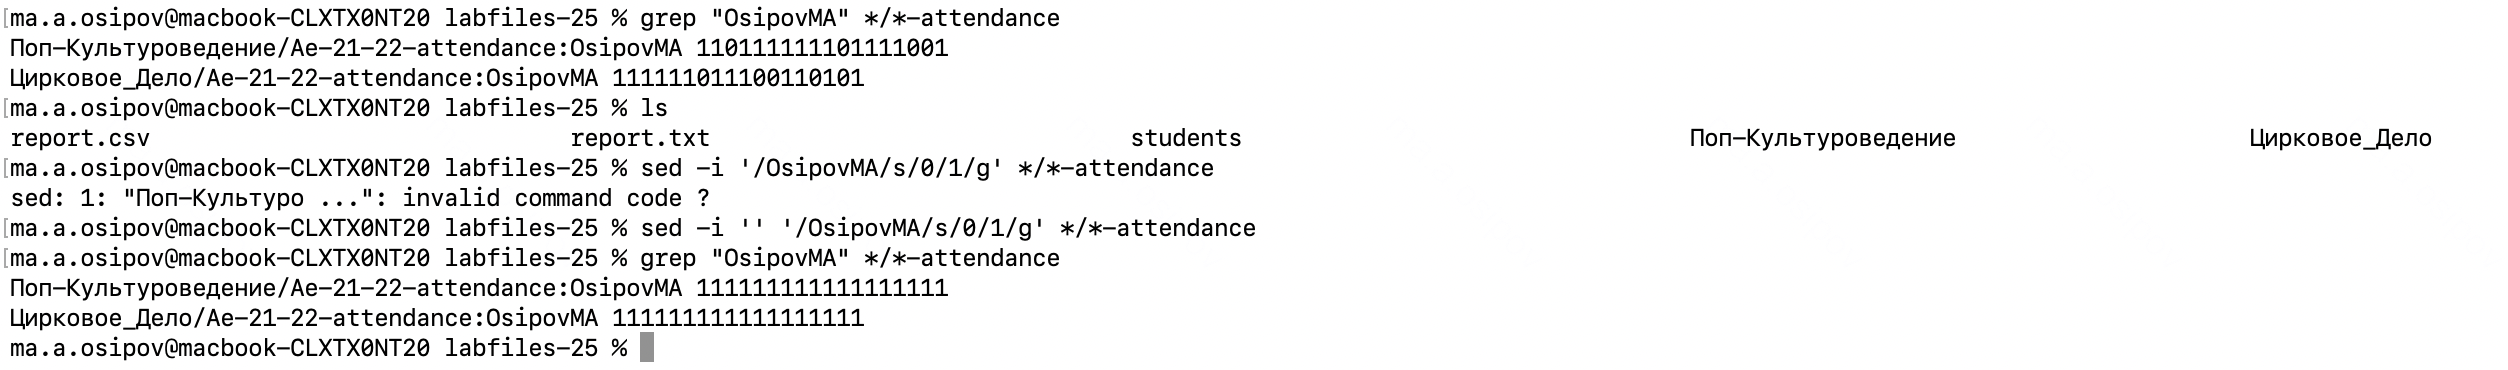 [ma.a.osipov@macbook-CLXTX0NT20 labfiles-25 % grep "OsipovMA" */*-attendance
Поп-Культуроведение/Ae-21-22-attendance:OsipovMA 110111111101111001
Цирковое_Дело/Ae-21-22-attendance:OsipovMA 111111011100110101
[ma.a.osipov@macbook-CLXTX0NT20 labfiles-25 % ls
report.csv report.txt students Поп-Культуроведение Цирковое_Дело
[ma.a.osipov@macbook-CLXTX0NT20 labfiles-25 % sed -i '/OsipovMA/s/0/1/g' */*-attendance
sed: 1: "Поп-Культуро ...": invalid command code ?
[ma.a.osipov@macbook-CLXTX0NT20 labfiles-25 % sed -i '' '/OsipovMA/s/0/1/g' */*-attendance
[ma.a.osipov@macbook-CLXTX0NT20 labfiles-25 % grep "OsipovMA" */*-attendance
Поп-Культуроведение/Ae-21-22-attendance:OsipovMA 111111111111111111
Цирковое_Дело/Ae-21-22-attendance:OsipovMA 111111111111111111
ma.a.osipov@macbook-CLXTX0NT20 labfiles-25 %